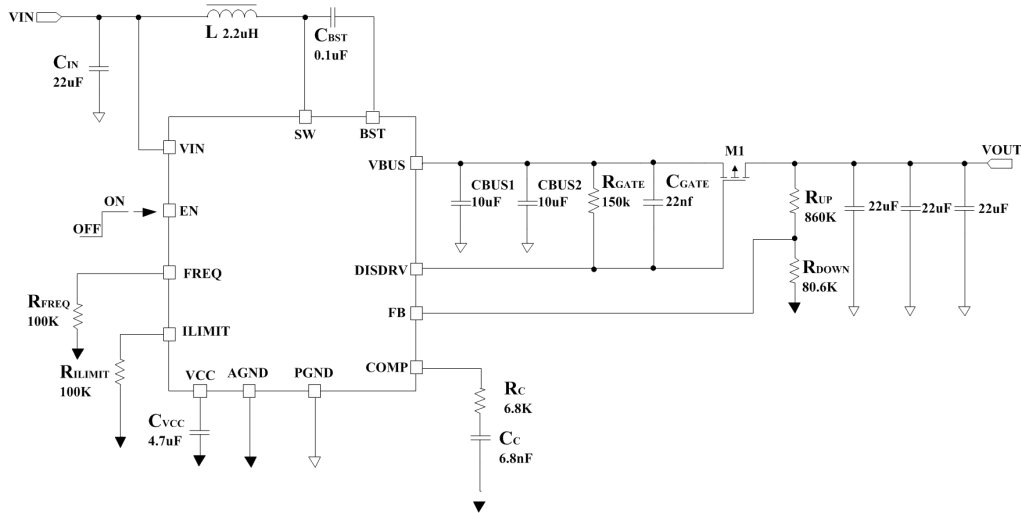 VIN
L 2.2uH
CBST
0.1uF
CIN
22uF
SW
BST
VIN
VBUS
M1
VOUT
CBUS1
10uF
CBUS2
10uF
RGATE
150k
CGATE
22nf
RUP
860K
22uF
22uF
22uF
ON
OFF
EN
FREQ
DISDRV
RDOWN
80.6K
RFREQ
100K
FB
ILIMIT
RILIMIT
100K
COMP
VCC
AGND
PGND
RC
6.8K
CVCC
4.7uF
CC
6.8nF